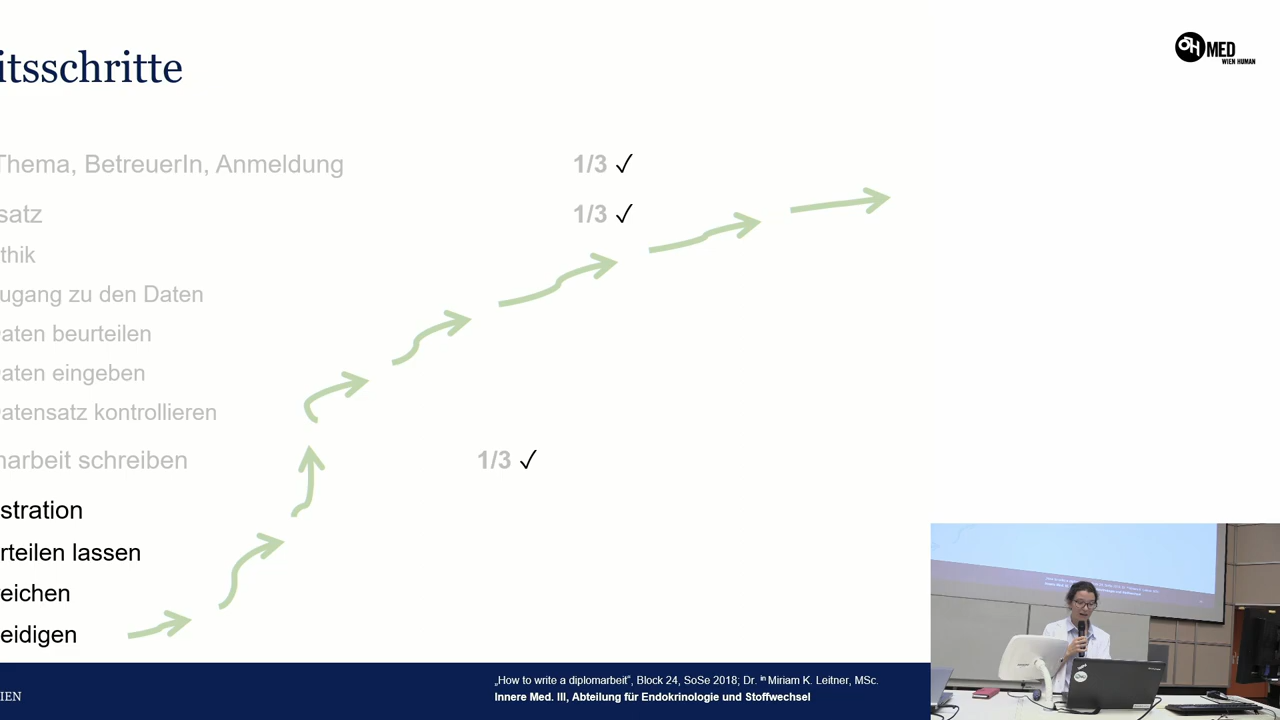 itsschritte
ÖH MED
WIEN HUMAN
Thema, BetreuerIn, Anmeldung 1/3 ✓
satz 1/3 ✓
thik
ugang zu den Daten
aten beurteilen
aten eingeben
atensatz kontrollieren
narbeit schreiben 1/3 ✓
stration
rteilen lassen
eichen
eidigen
IEN
„How to write a diplomarbeit", Block 24, SoSe 2018; Dr. in Miriam K. Leitner, MSc.
Innere Med. III, Abteilung für Endokrinologie und Stoffwechsel